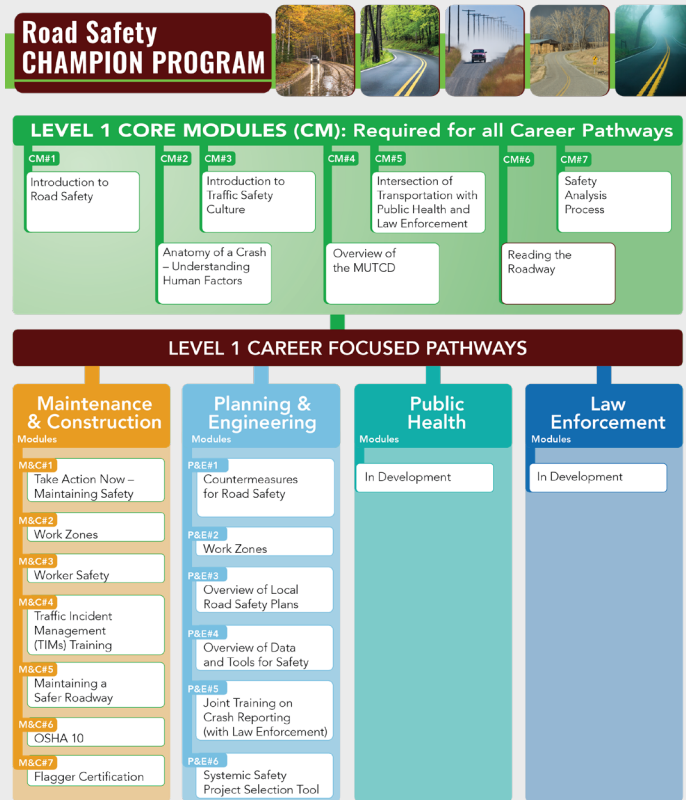 Road Safety
CHAMPION PROGRAM
LEVEL 1 CORE MODULES (CM): Required for all Career Pathways
CM#1
Introduction to
Road Safety
CM#2
Anatomy of a Crash
– Understanding
Human Factors
CM#3
Introduction to
Traffic Safety
Culture
CM#4
Overview of
the MUTCD
CM#5
Intersection of
Transportation with
Public Health and
Law Enforcement
CM#6
Reading the
Roadway
CM#7
Safety
Analysis
Process
LEVEL 1 CAREER FOCUSED PATHWAYS
Maintenance
& Construction
Modules
M&C#1
Take Action Now –
Maintaining Safety
M&C#2
Work Zones
M&C#3
Worker Safety
M&C#4
Traffic Incident
Management
(TIMs) Training
M&C#5
Maintaining a
Safer Roadway
M&C#6
OSHA 10
M&C#7
Flagger Certification
Planning &
Engineering
Modules
P&E#1
Countermeasures
for Road Safety
P&E#2
Work Zones
P&E#3
Overview of Local
Road Safety Plans
P&E#4
Overview of Data
and Tools for Safety
P&E#5
Joint Training on
Crash Reporting
(with Law Enforcement)
P&E#6
Systemic Safety
Project Selection Tool
Public
Health
Modules
In Development
Law
Enforcement
Modules
In Development